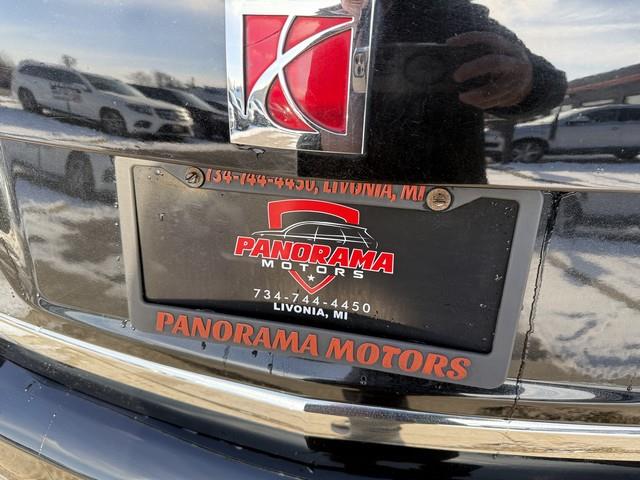 734-744-4450, LIVONIA, MI
PANORAMA
MOTORS
734-744-4450
LIVONIA, MI
PANORAMA MOTORS